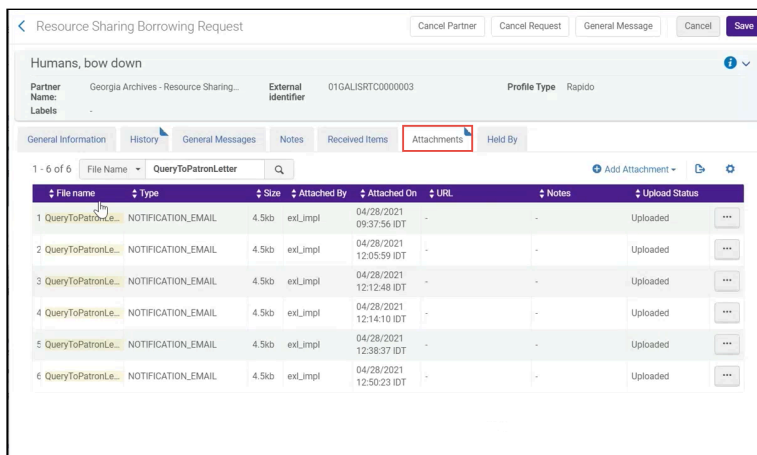 Resource Sharing Borrowing Request Cancel Partner Cancel Request General Message Cancel Save
Humans, bow down
Partner Name: Georgia Archives - Resource Sharing... External identifier 01GALISRTC0000003 Profile Type Rapido
Labels -
General Information History General Messages Notes Received Items Attachments Held By
1 - 6 of 6 File Name QueryToPatronLetter Add Attachment
File name Type Size Attached By Attached On URL Notes Upload Status
1 QueryToPatronLe... NOTIFICATION_EMAIL 4.5kb exl_impl 04/28/2021 09:37:56 IDT - - Uploaded ...
2 QueryToPatronLe... NOTIFICATION_EMAIL 4.5kb exl_impl 04/28/2021 12:05:59 IDT - - Uploaded ...
3 QueryToPatronLe... NOTIFICATION_EMAIL 4.5kb exl_impl 04/28/2021 12:12:48 IDT - - Uploaded ...
4 QueryToPatronLe... NOTIFICATION_EMAIL 4.5kb exl_impl 04/28/2021 12:14:10 IDT - - Uploaded ...
5 QueryToPatronLe... NOTIFICATION_EMAIL 4.5kb exl_impl 04/28/2021 12:38:37 IDT - - Uploaded ...
6 QueryToPatronLe... NOTIFICATION_EMAIL 4.5kb exl_impl 04/28/2021 12:50:23 IDT - - Uploaded ...